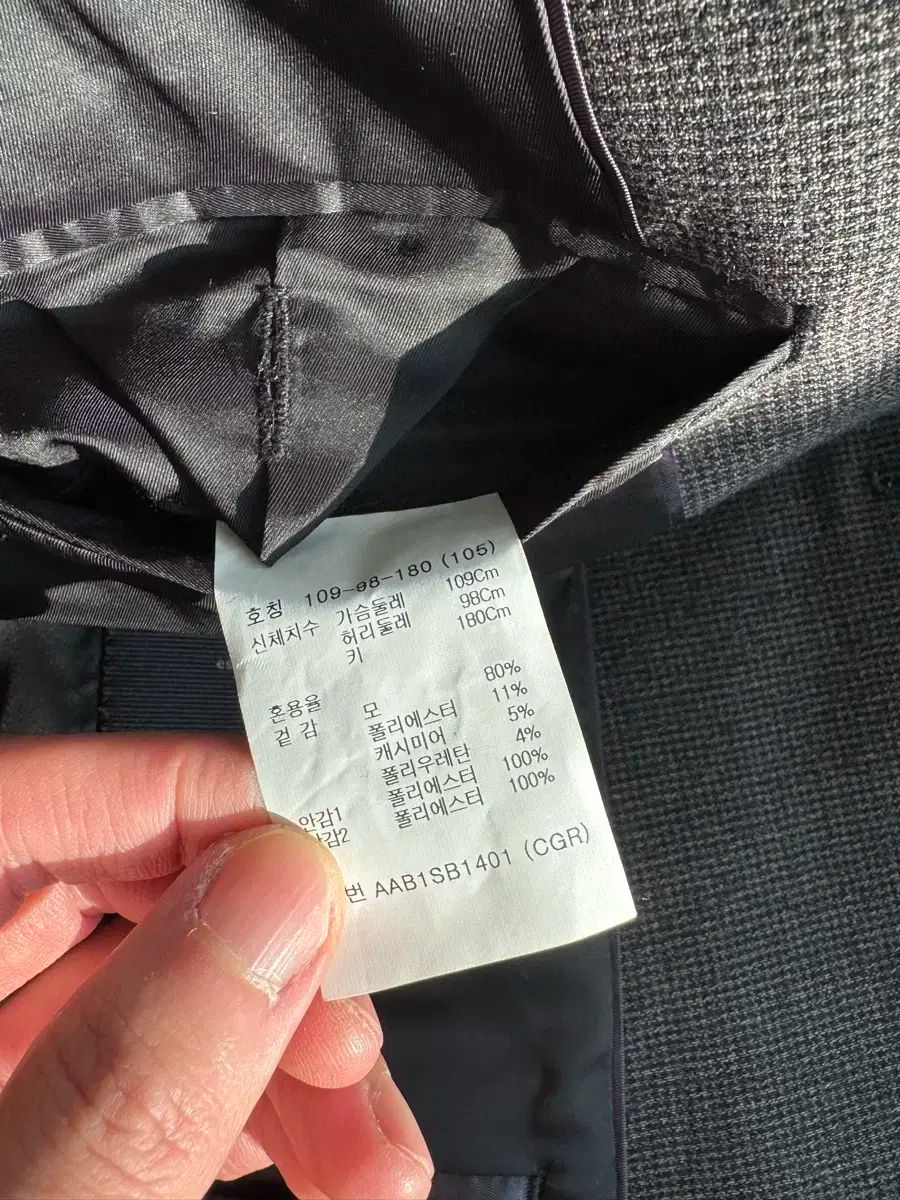 호칭 109-98-180 (105)
신체치수 가슴둘레 109Cm
허리둘레 98Cm
키 180Cm
혼용율 모 80%
겉감 폴리에스터 11%
캐시미어 5%
폴리우레탄 4%
안감1 폴리에스터 100%
안감2 폴리에스터 100%
번 AAB1SB1401 (CGR)